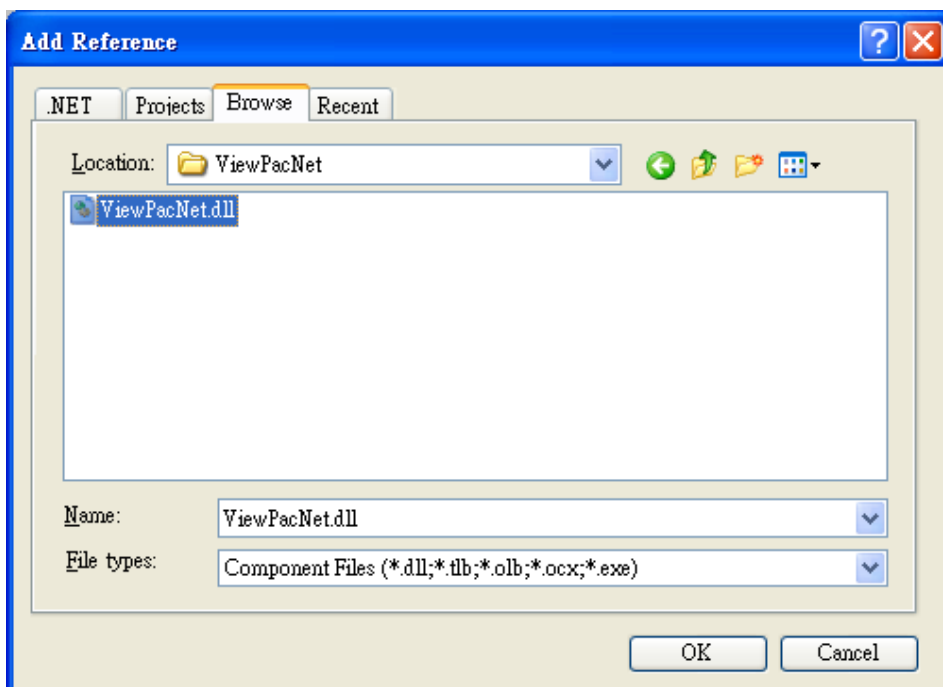 Add Reference
.NET Projects Browse Recent
Location: ViewPacNet
ViewPacNet.dll
Name: ViewPacNet.dll
File types: Component Files (*.dll;*.tlb;*.olb;*.ocx;*.exe)
OK Cancel